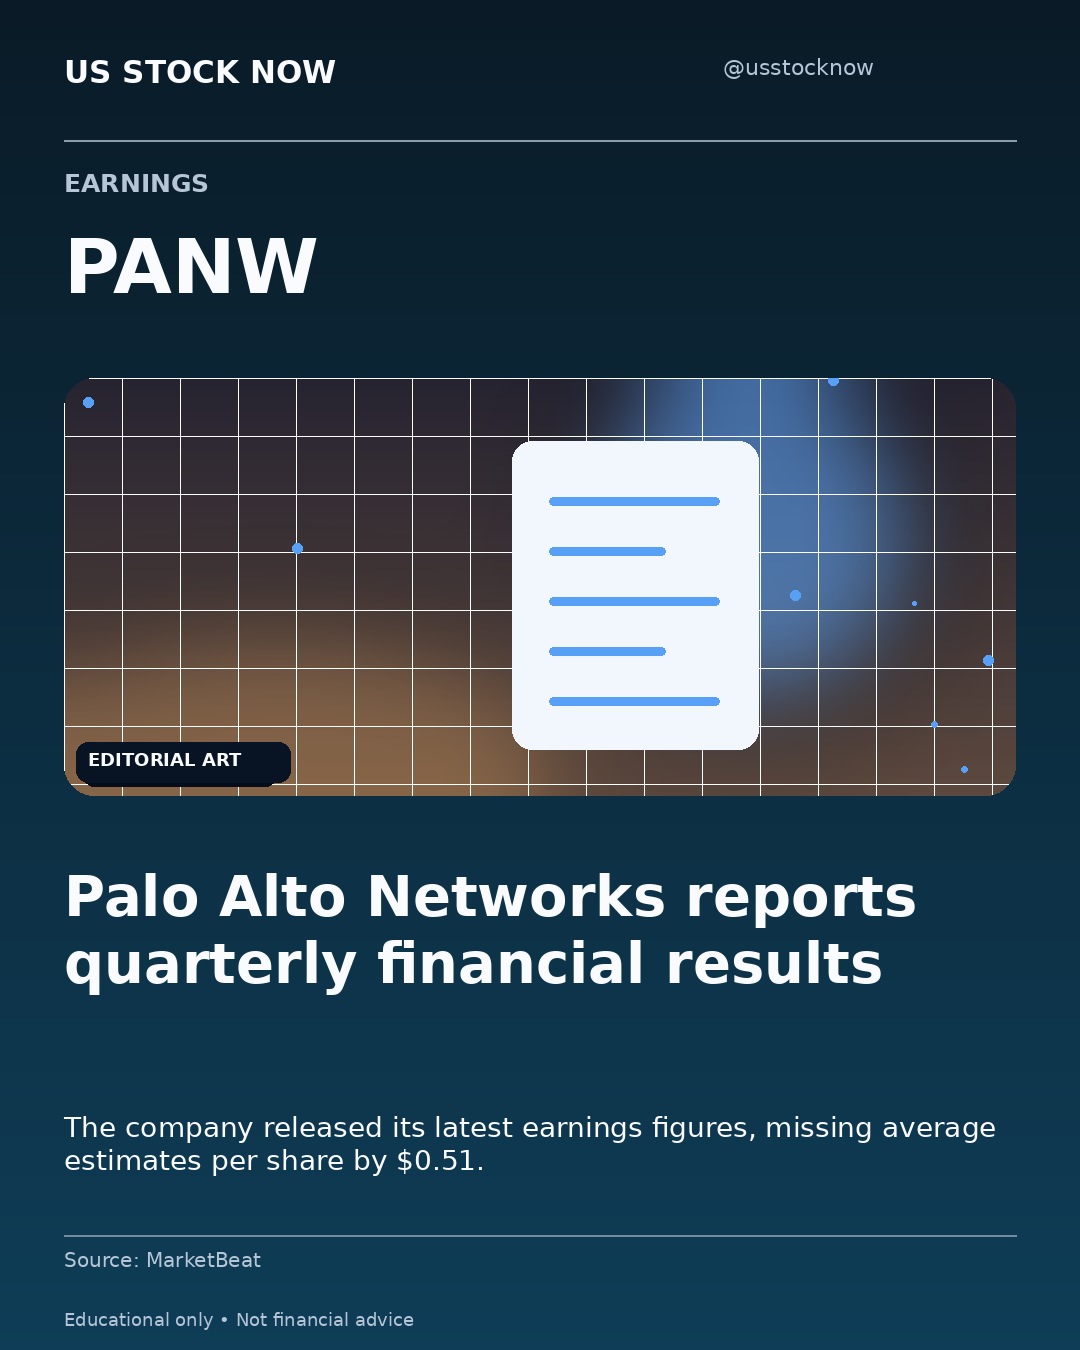 US STOCK NOW
@usstocknow
EARNINGS
PANW
EDITORIAL ART
Palo Alto Networks reports
quarterly financial results
The company released its latest earnings figures, missing average
estimates per share by $0.51.
Source: MarketBeat
Educational only • Not financial advice